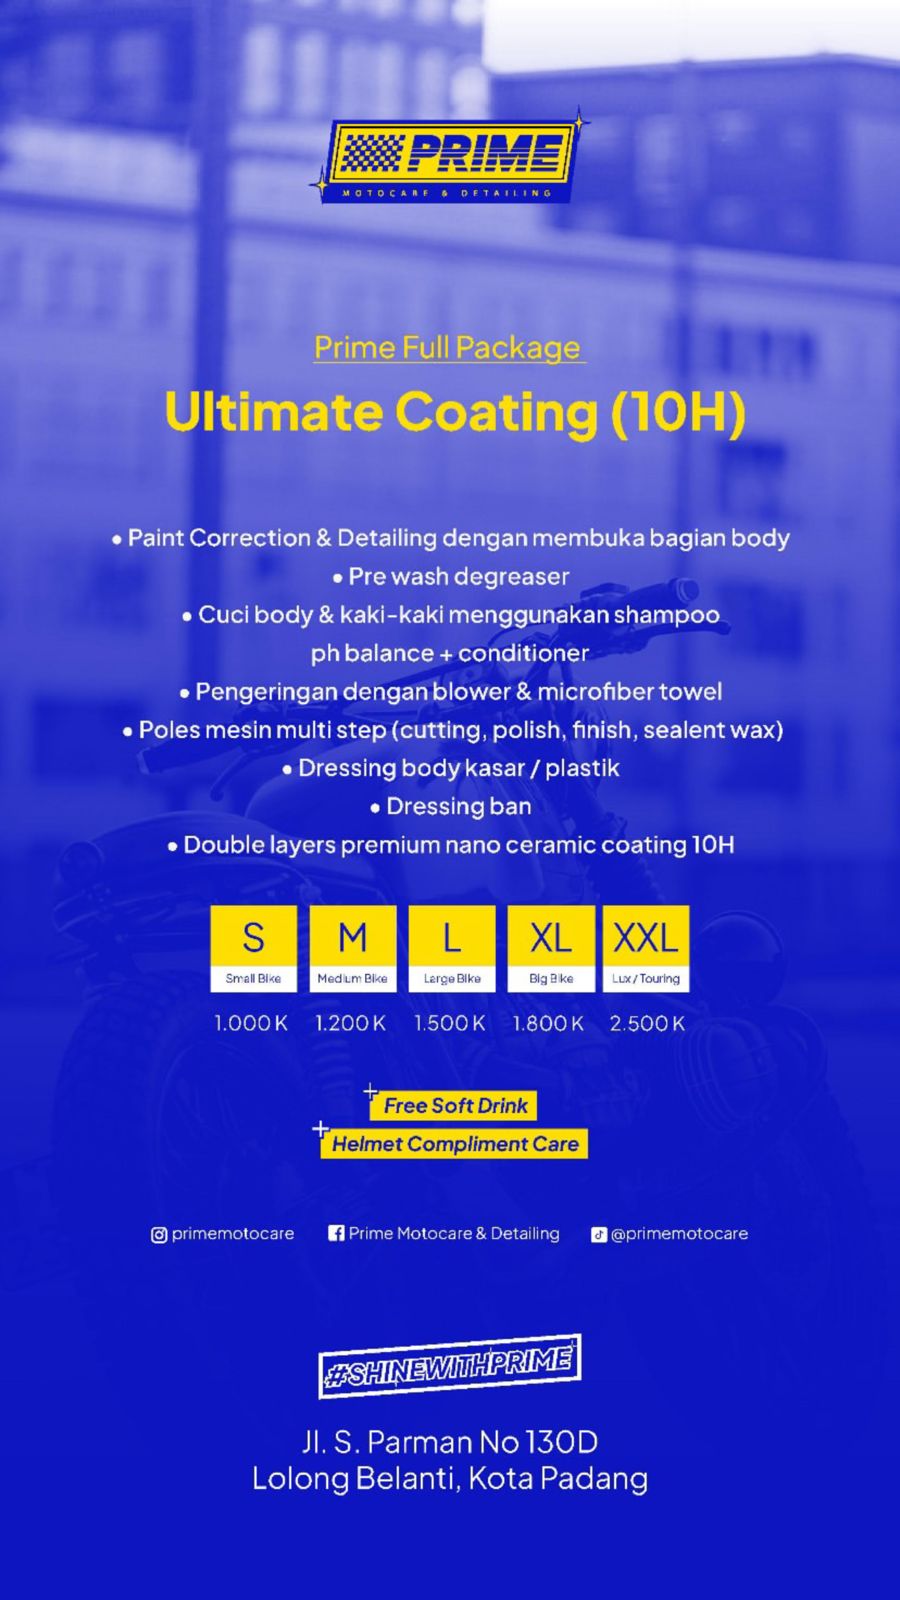 PRIME
MOTOCARE & DETAILING
Prime Full Package
Ultimate Coating (10H)
• Paint Correction & Detailing dengan membuka bagian body
• Pre wash degreaser
• Cuci body & kaki-kaki menggunakan shampoo
ph balance + conditioner
• Pengeringan dengan blower & microfiber towel
• Poles mesin multi step (cutting, polish, finish, sealent wax)
• Dressing body kasar / plastik
• Dressing ban
• Double layers premium nano ceramic coating 10H
S M L XL XXL
Small Bike Medium Bike Large Bike Big Bike Lux / Touring
1.000 K 1.200 K 1.500 K 1.800 K 2.500 K
+ Free Soft Drink
+ Helmet Compliment Care
primemotocare Prime Motocare & Detailing @primemotocare
#SHINEWITHPRIME
Jl. S. Parman No 130D
Lolong Belanti, Kota Padang